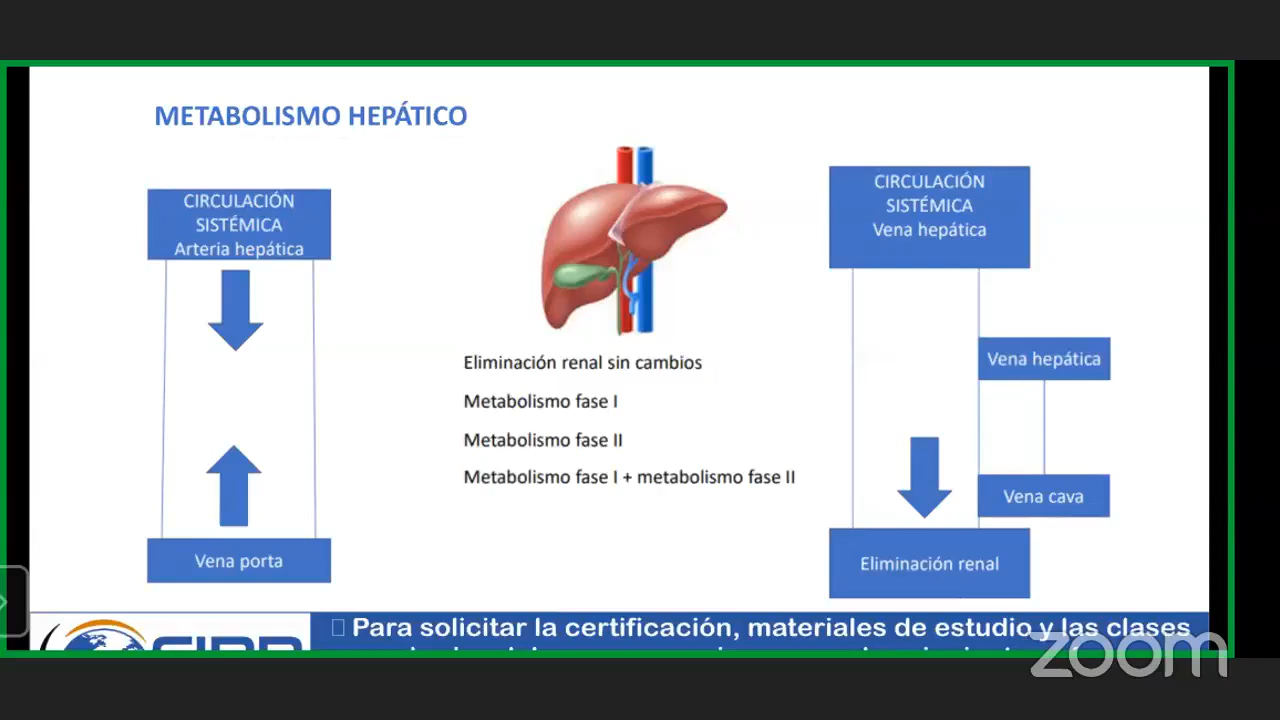 METABOLISMO HEPÁTICO
CIRCULACIÓN
SISTÉMICA
Arteria hepática
Vena porta
Eliminación renal sin cambios
Metabolismo fase I
Metabolismo fase II
Metabolismo fase I + metabolismo fase II
CIRCULACIÓN
SISTÉMICA
Vena hepática
Vena hepática
Vena cava
Eliminación renal
Para solicitar la certificación, materiales de estudio y las clases
zoom